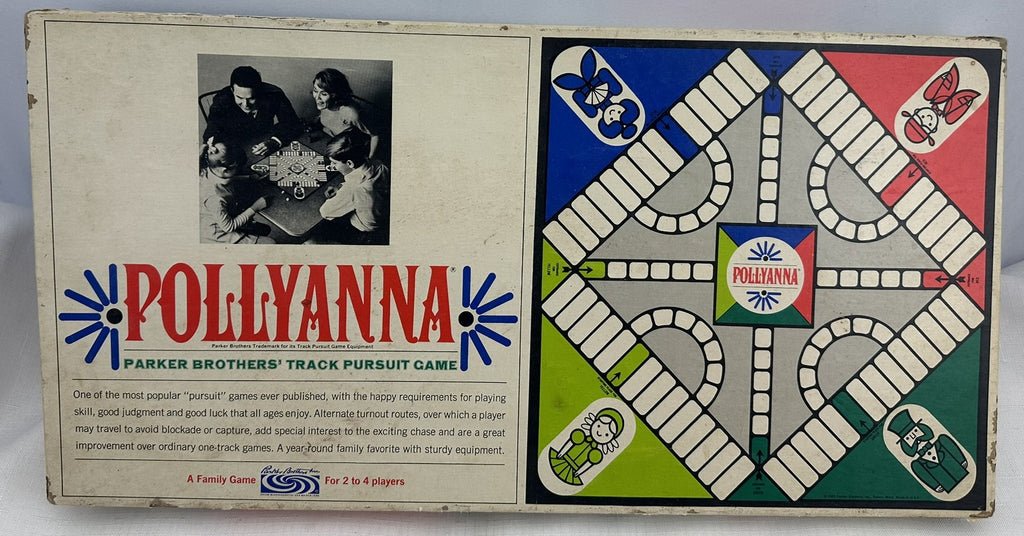 POLLYANNA®
Parker Brothers Trademark for its Track Pursuit Game Equipment
PARKER BROTHERS' TRACK PURSUIT GAME
One of the most popular "pursuit" games ever published, with the happy requirements for playing
skill, good judgment and good luck that all ages enjoy. Alternate turnout routes, over which a player
may travel to avoid blockade or capture, add special interest to the exciting chase and are a great
improvement over ordinary one-track games. A year-round family favorite with sturdy equipment.
A Family Game
Parker Brothers Inc.
For 2 to 4 players
POLLYANNA®